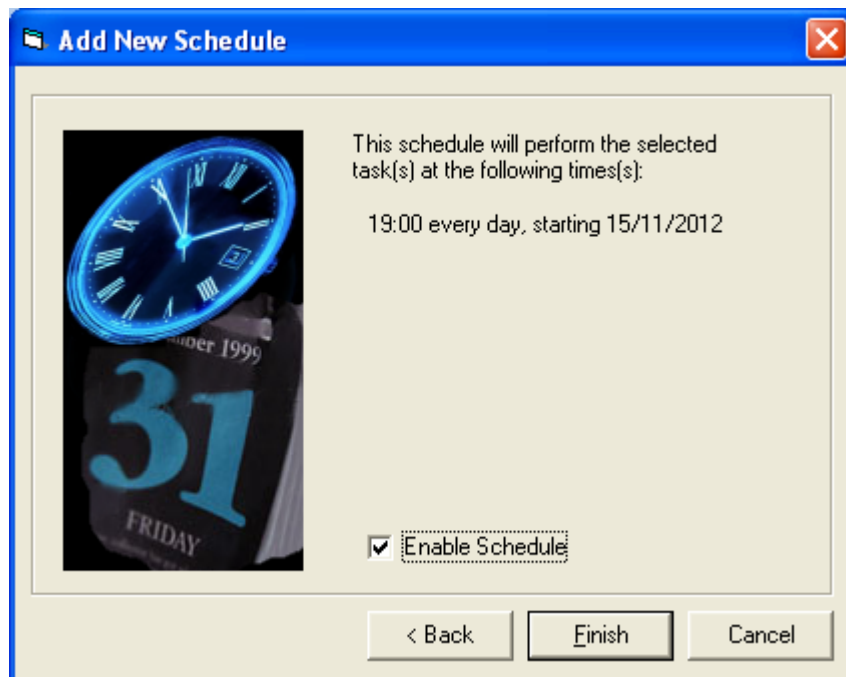 Add New Schedule
This schedule will perform the selected
task(s) at the following times(s):
19:00 every day, starting 15/11/2012
mber 1999
31
FRIDAY
Enable Schedule
< Back
Finish
Cancel